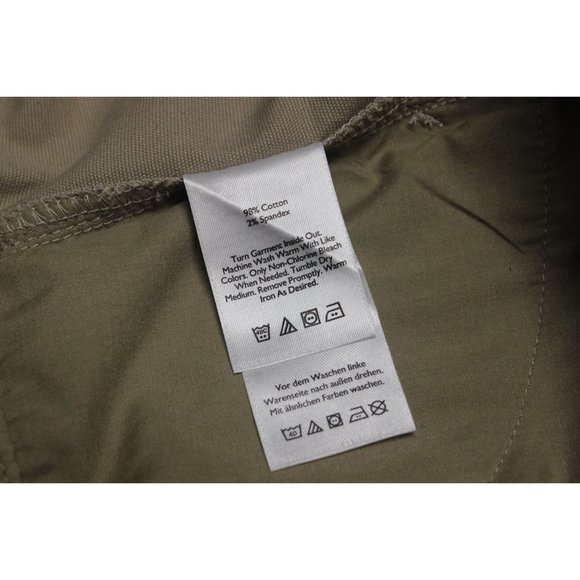 98% Cotton
2% Spandex
Turn Garment Inside Out.
Machine Wash Warm With Like
Colors. Only Non-Chlorine Bleach
When Needed. Tumble Dry
Medium. Remove Promptly. Warm
Iron As Desired.
40C
Vor dem Waschen linke
Warenseite nach außen drehen.
Mit ähnlichen Farben waschen.
40